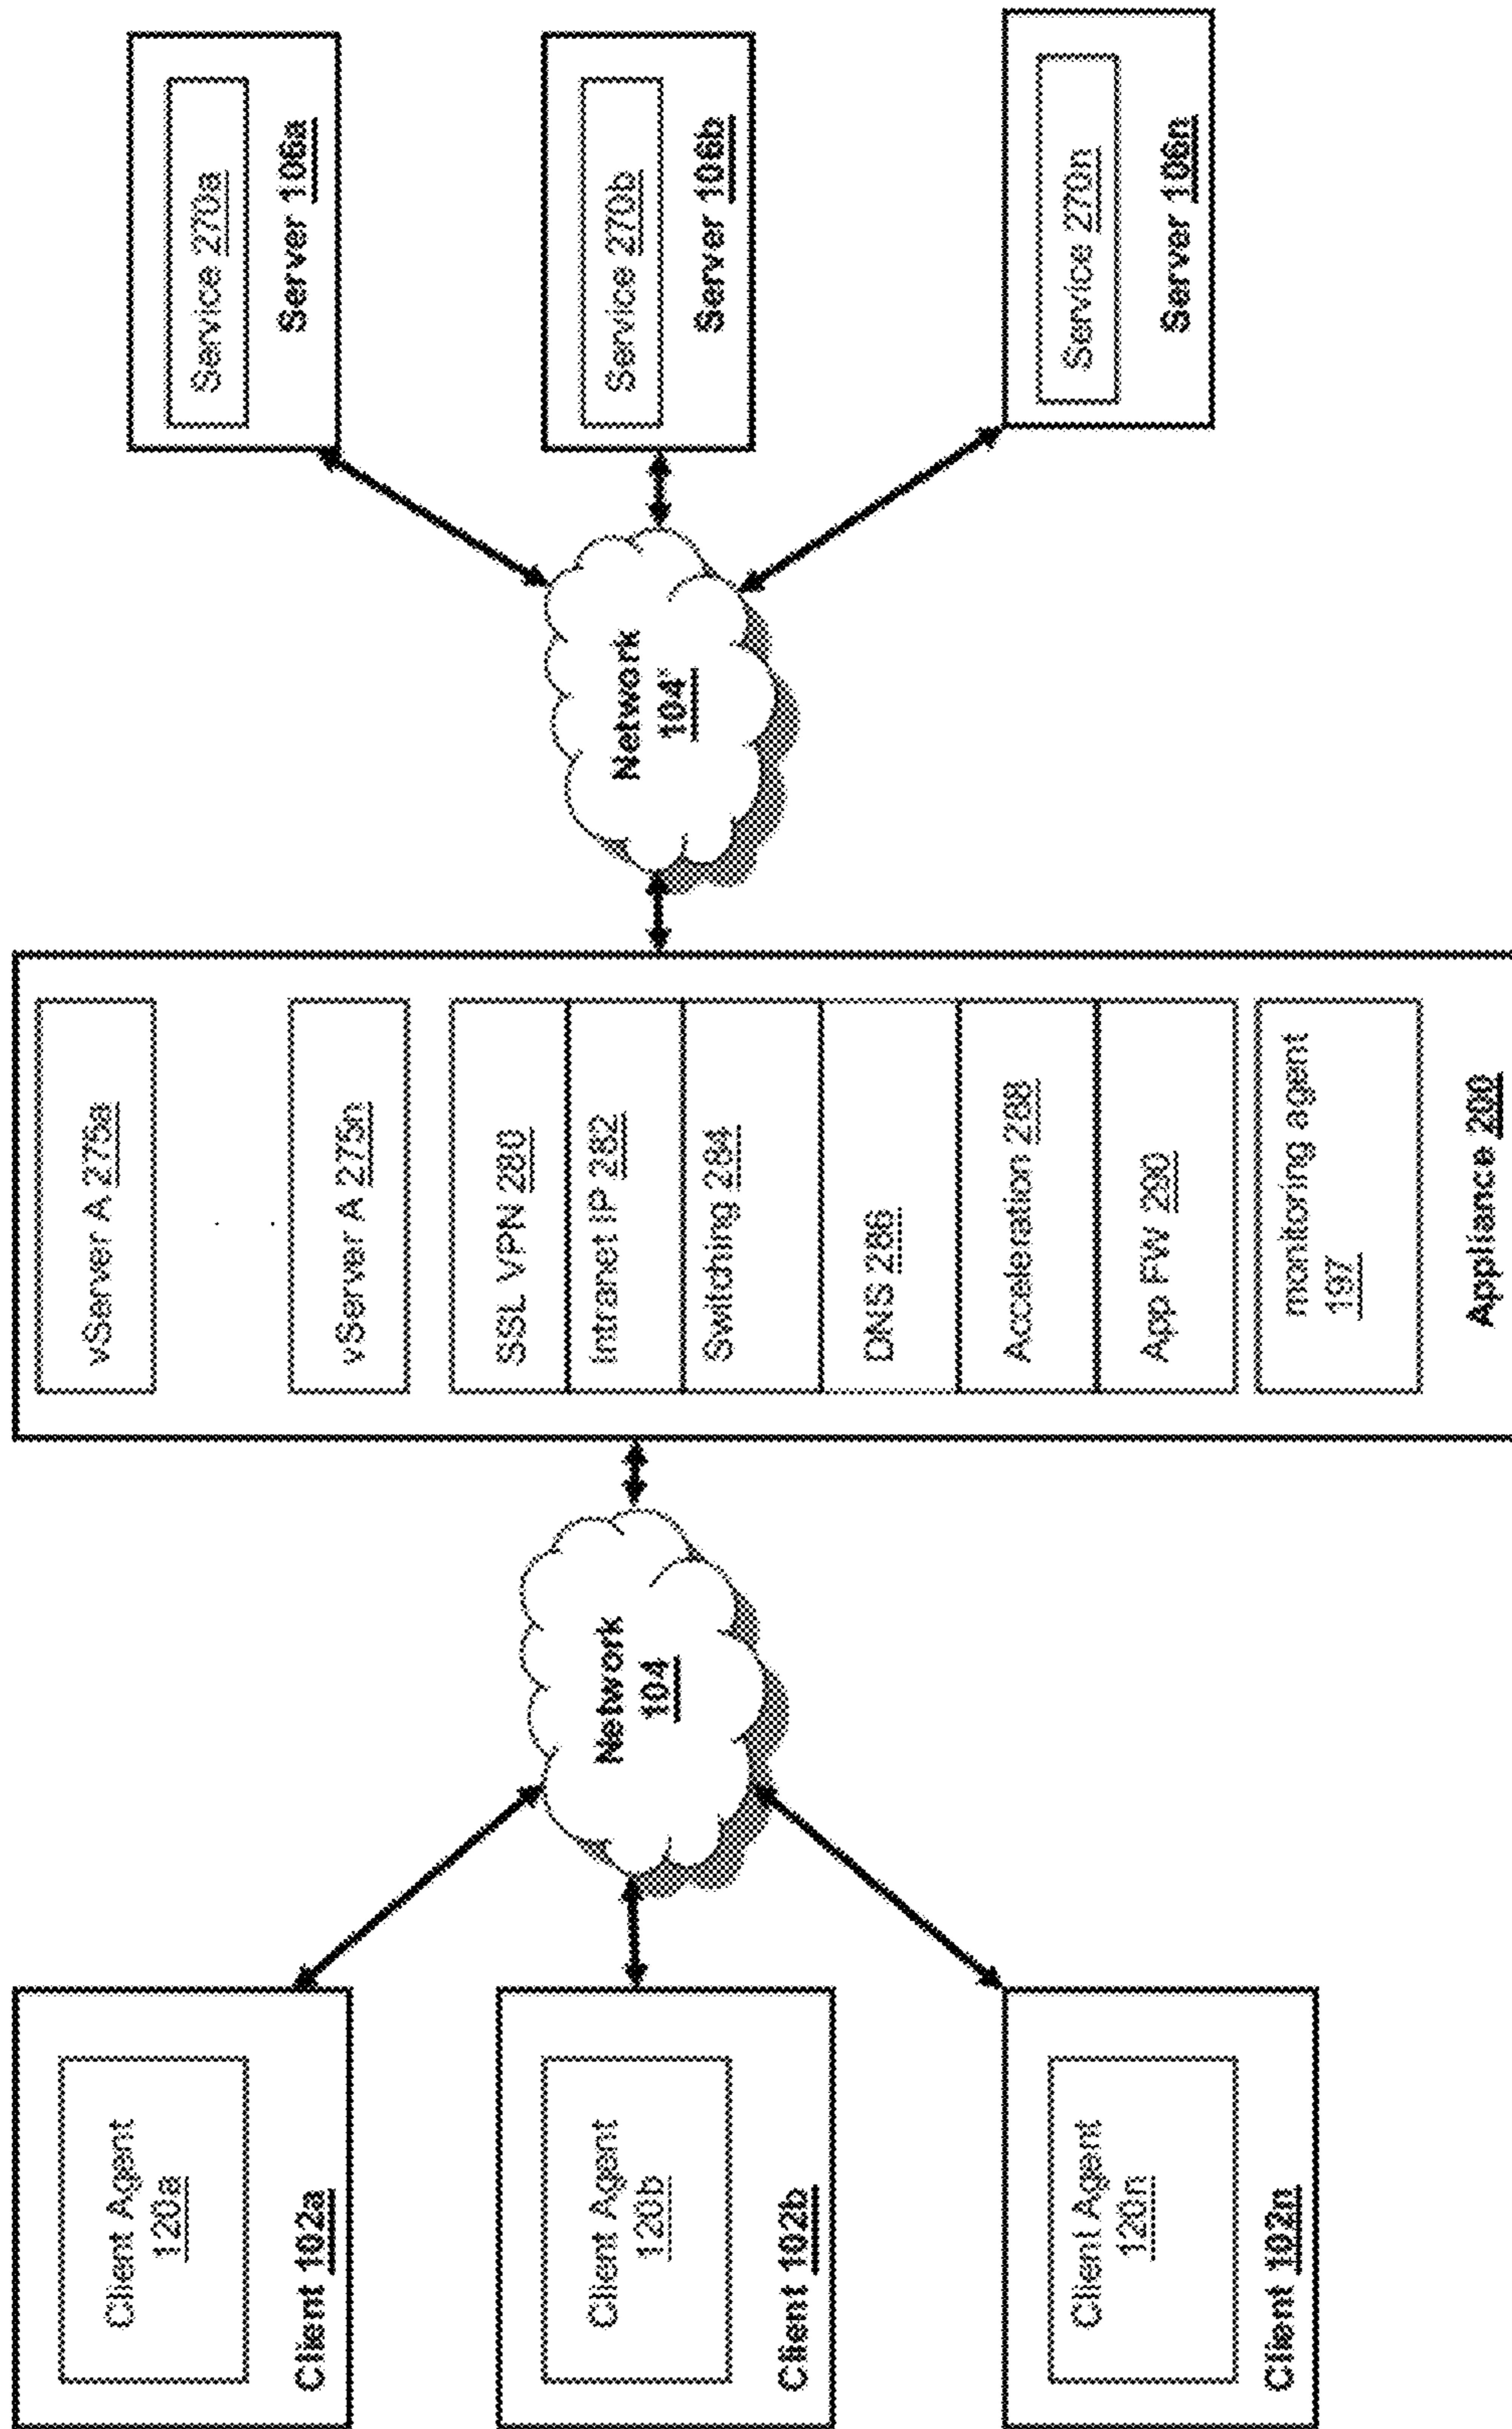 Client Agent
120a
Client 102a
Client Agent
120b
Client 102b
Client Agent
120n
Client 102n
Network
104
vServer A 275a
vServer A 275n
SSL VPN 280
Intranet IP 282
Switching 284
DNS 286
Acceleration 288
App FW 290
monitoring agent
197
Appliance 200
Network
104'
Service 270a
Server 106a
Service 270b
Server 106b
Service 270n
Server 106n